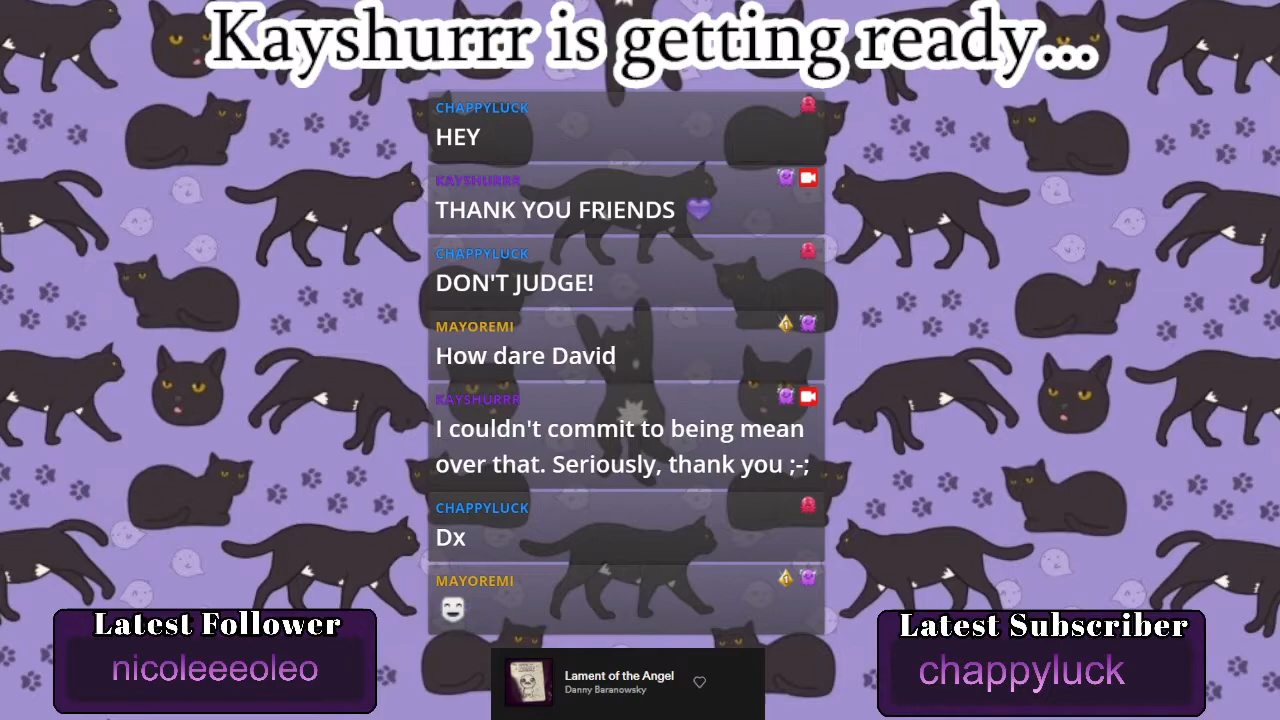 Kayshurrr is getting ready...
CHAPPYLUCK
HEY
KAYSHURRR
THANK YOU FRIENDS
CHAPPYLUCK
DON'T JUDGE!
MAYOREMI
How dare David
KAYSHURRR
I couldn't commit to being mean
over that. Seriously, thank you ;-;
CHAPPYLUCK
Dx
MAYOREMI
Latest Follower
nicoleeeoleo
Lament of the Angel
Danny Baranowsky
Latest Subscriber
chappyluck